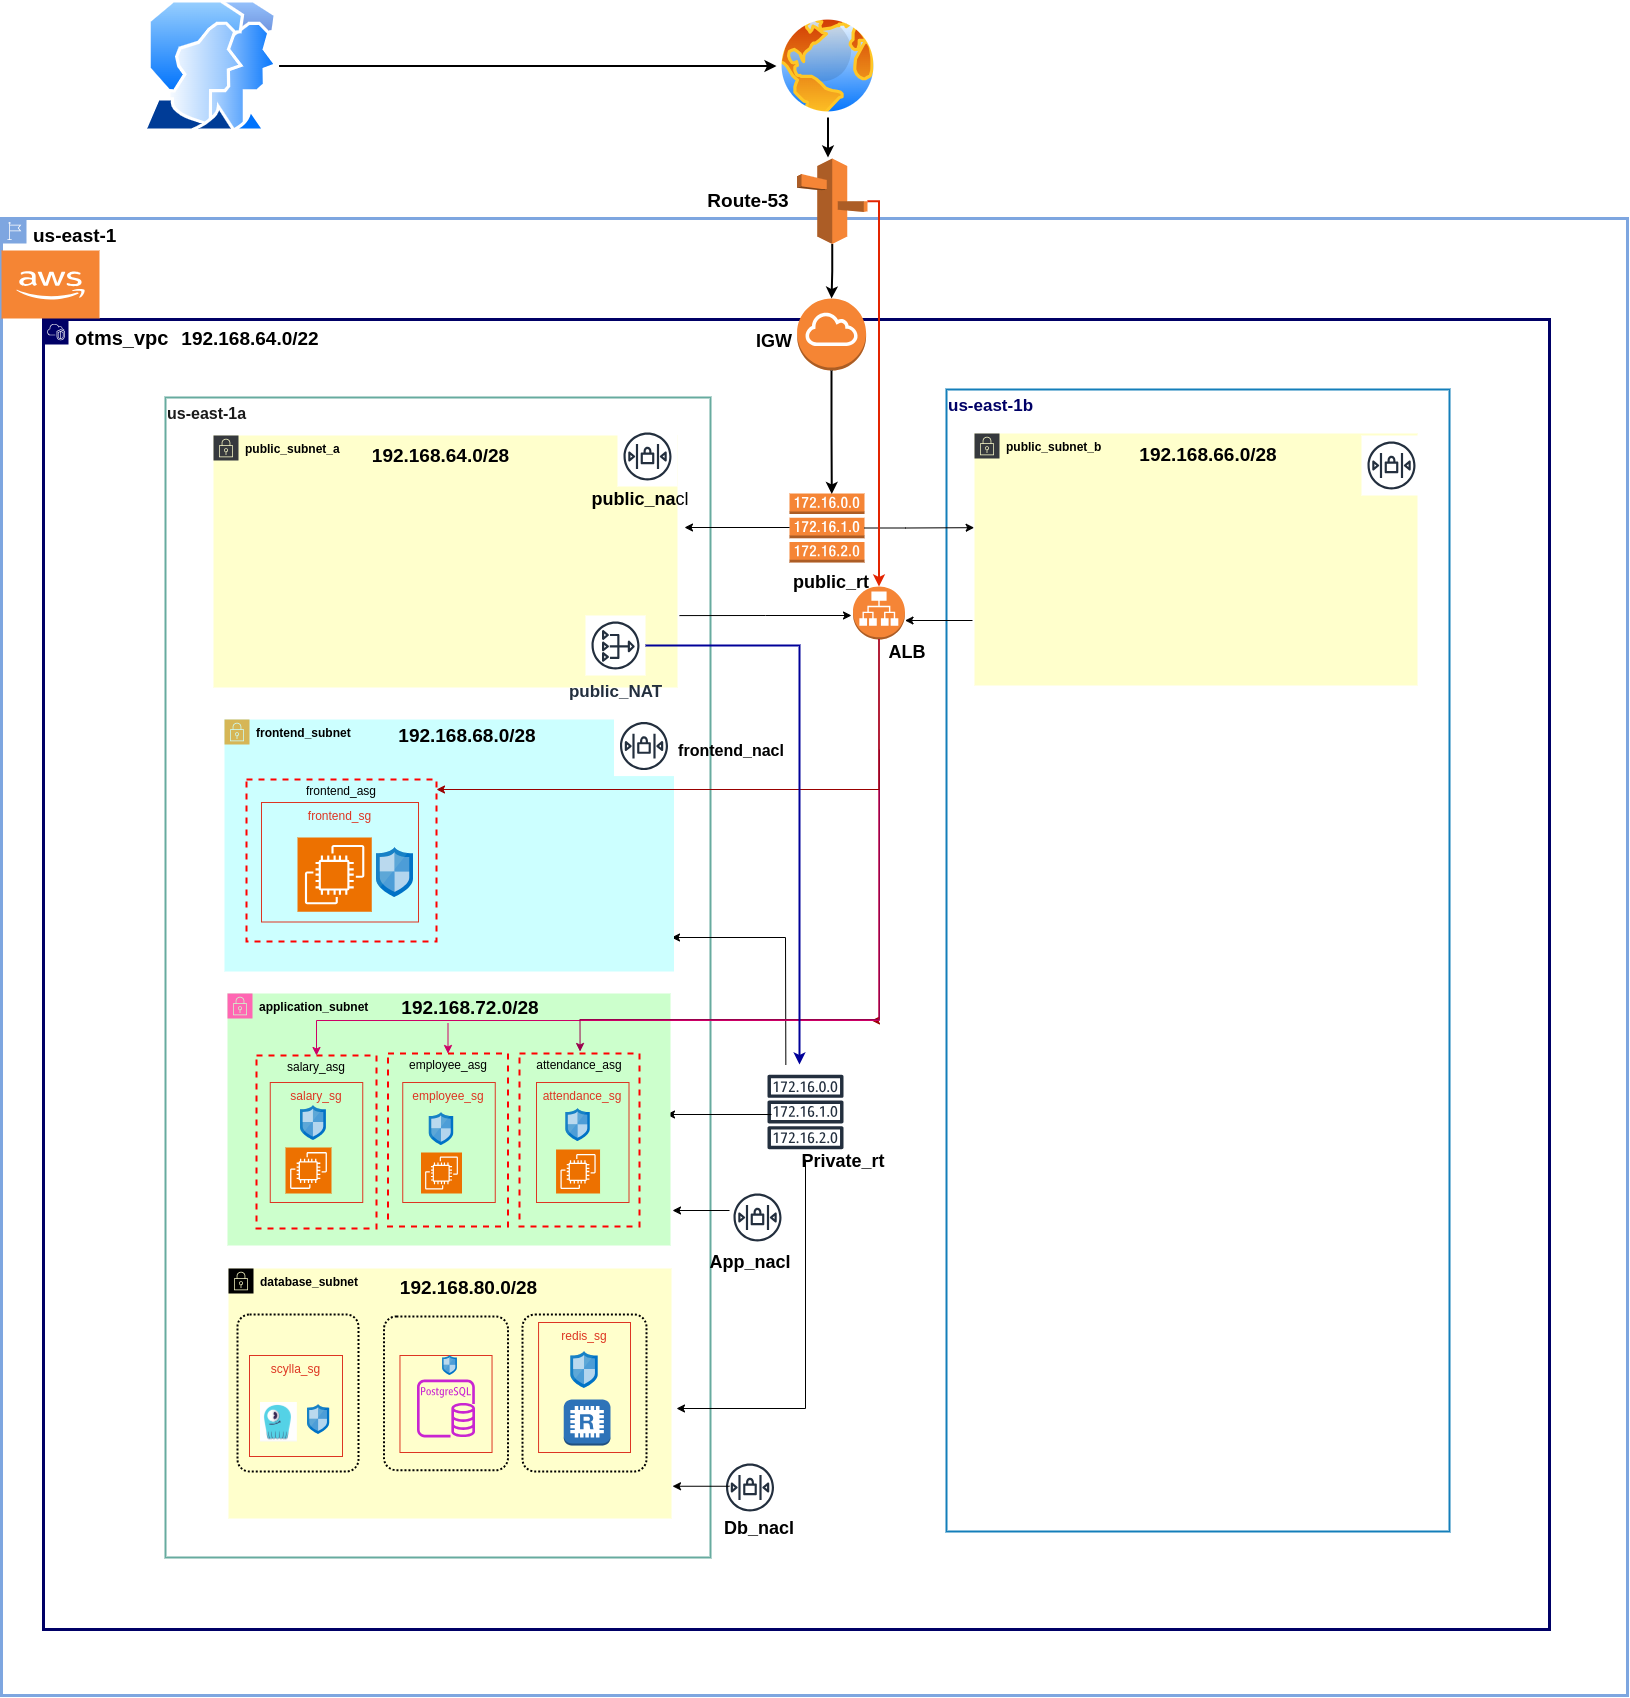 Route-53
us-east-1
aws
otms_vpc 192.168.64.0/22
IGW
us-east-1a
us-east-1b
public_subnet_a 192.168.64.0/28
public_nacl
public_subnet_b 192.168.66.0/28
172.16.0.0
172.16.1.0
172.16.2.0
public_rt
ALB
public_NAT
frontend_subnet 192.168.68.0/28
frontend_nacl
frontend_asg
frontend_sg
application_subnet 192.168.72.0/28
salary_asg
employee_asg
attendance_asg
salary_sg
employee_sg
attendance_sg
172.16.0.0
172.16.1.0
172.16.2.0
Private_rt
App_nacl
database_subnet 192.168.80.0/28
scylla_sg
PostgreSQL
redis_sg
R
Db_nacl